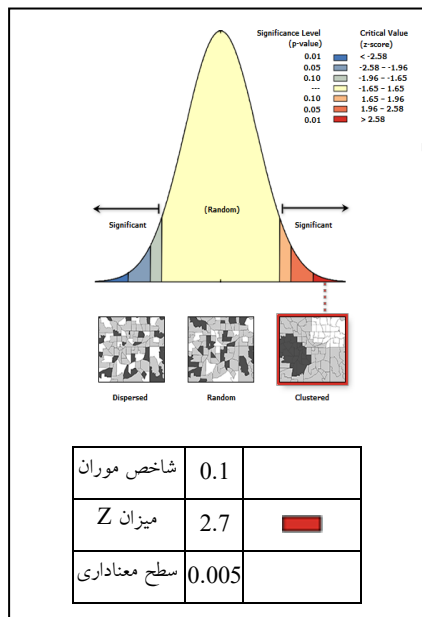 Significance Level (p-value) Critical Value (z-score)
0.01 < -2.58
0.05 -2.58 – -1.96
0.10 -1.96 – -1.65
--- -1.65 – 1.65
0.10 1.65 – 1.96
0.05 1.96 – 2.58
0.01 > 2.58
(Random)
Significant Significant
Dispersed Random Clustered
شاخص موران 0.1
میزان Z 2.7
سطح معناداری 0.005